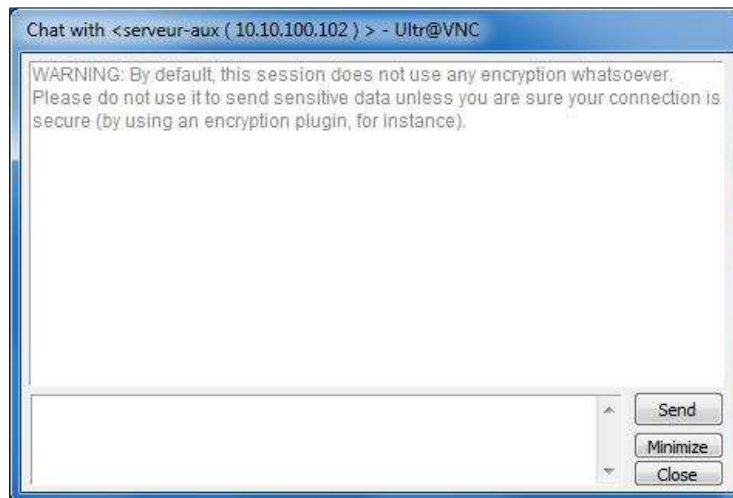 Chat with <serveur-aux ( 10.10.100.102 ) > - Ultr@VNC
WARNING: By default, this session does not use any encryption whatsoever.
Please do not use it to send sensitive data unless you are sure your connection is
secure (by using an encryption plugin, for instance).
Send
Minimize
Close